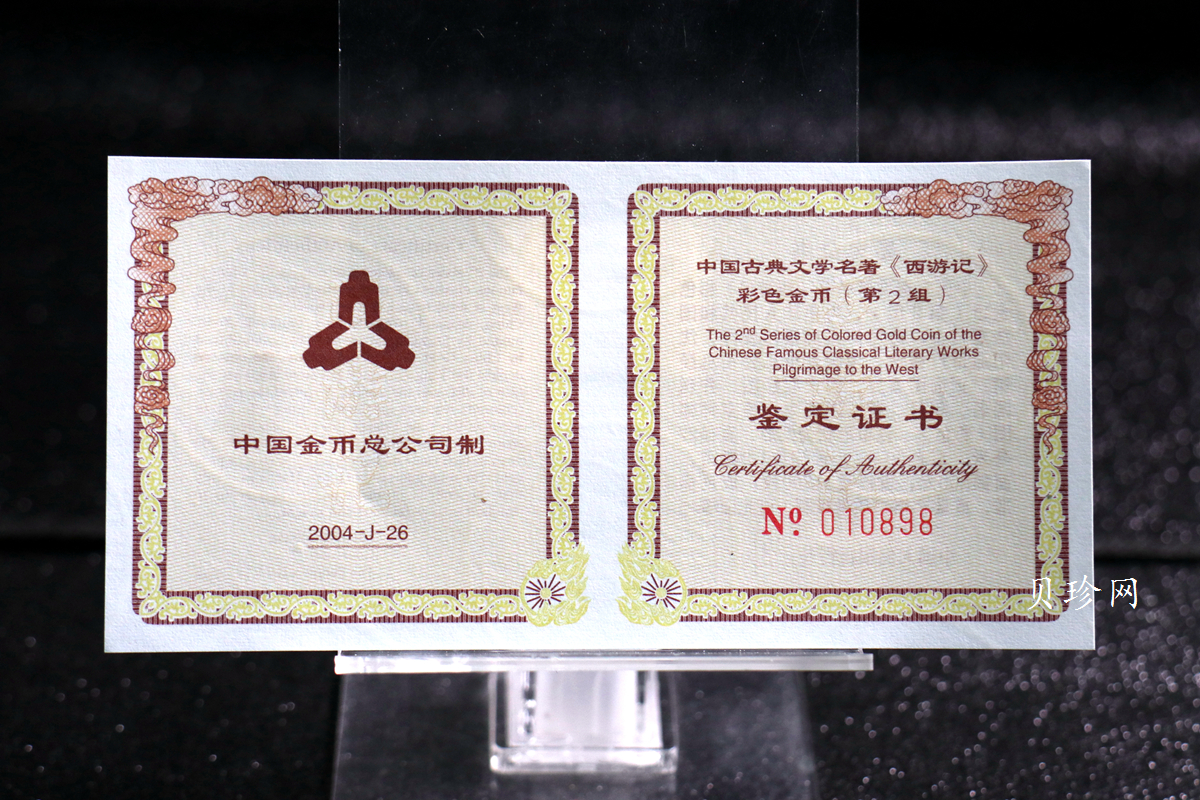 中国金币总公司制
2004-J-26
中国古典文学名著《西游记》
彩色金币（第2组）
The 2nd Series of Colored Gold Coin of the
Chinese Famous Classical Literary Works
Pilgrimage to the West
鉴定证书
Certificate of Authenticity
Nº 010898
贝珍网